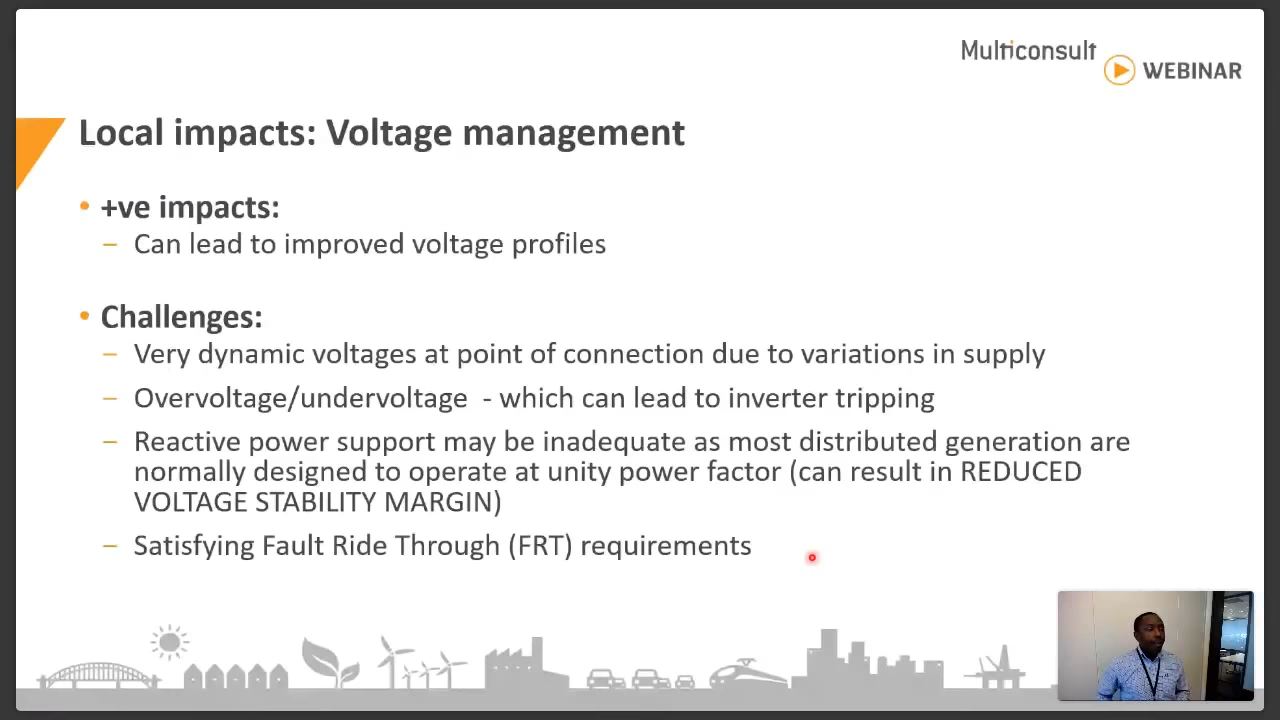 Multiconsult
WEBINAR
Local impacts: Voltage management
• +ve impacts:
– Can lead to improved voltage profiles
• Challenges:
– Very dynamic voltages at point of connection due to variations in supply
– Overvoltage/undervoltage  - which can lead to inverter tripping
– Reactive power support may be inadequate as most distributed generation are
normally designed to operate at unity power factor (can result in REDUCED
VOLTAGE STABILITY MARGIN)
– Satisfying Fault Ride Through (FRT) requirements